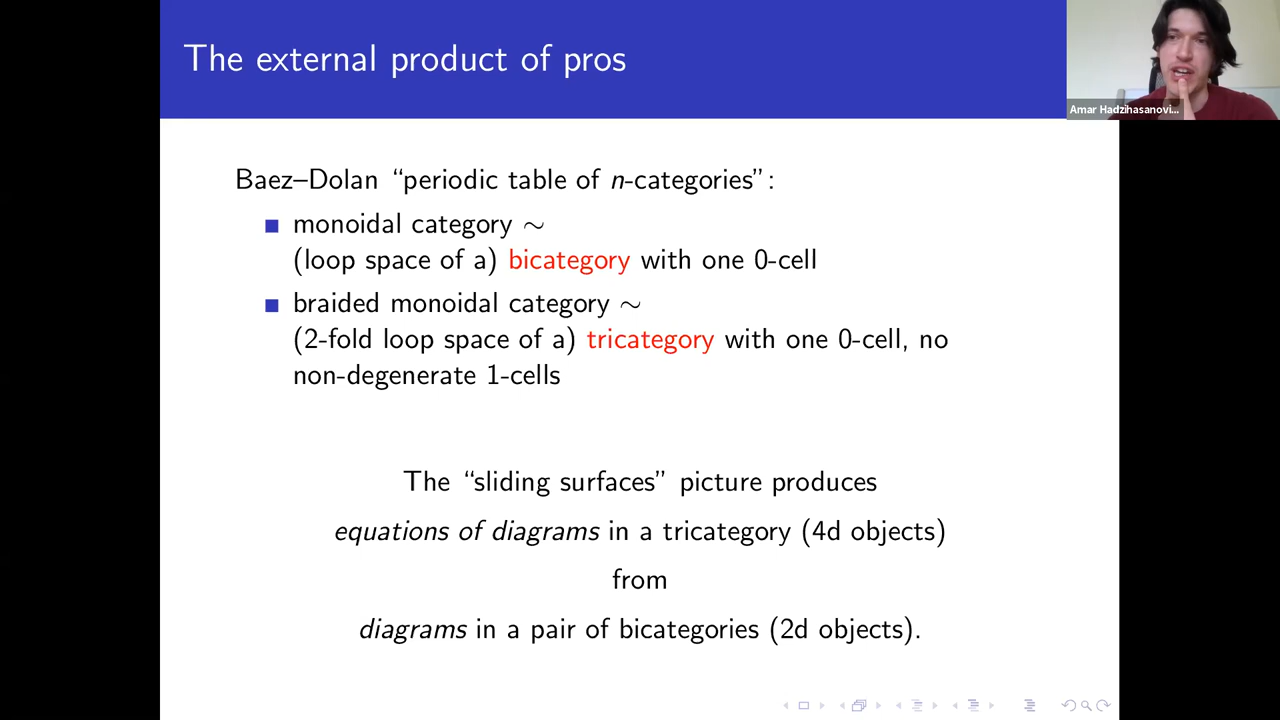 The external product of pros
Amar Hadzihasanovi...
Baez–Dolan “periodic table of n-categories”:
monoidal category ∼
(loop space of a) bicategory with one 0-cell
braided monoidal category ∼
(2-fold loop space of a) tricategory with one 0-cell, no
non-degenerate 1-cells
The “sliding surfaces” picture produces
equations of diagrams in a tricategory (4d objects)
from
diagrams in a pair of bicategories (2d objects).